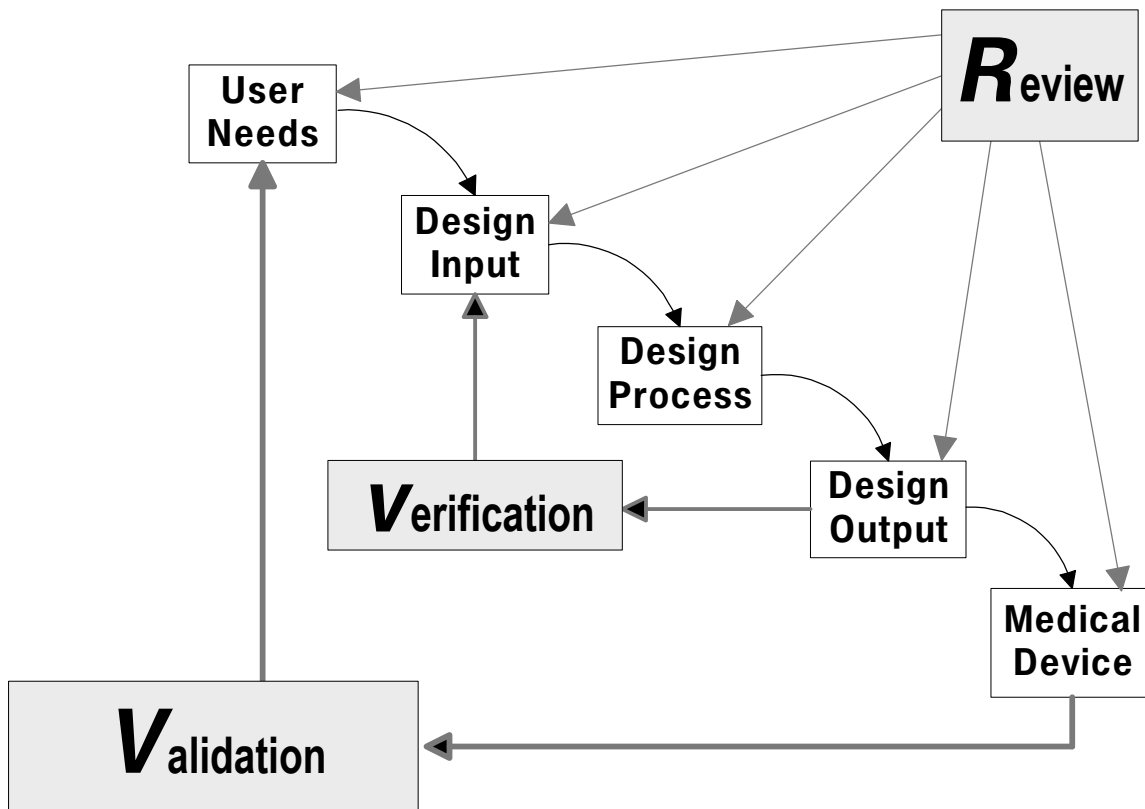 User
Needs
Review
Design
Input
Design
Process
Verification
Design
Output
Medical
Device
Validation